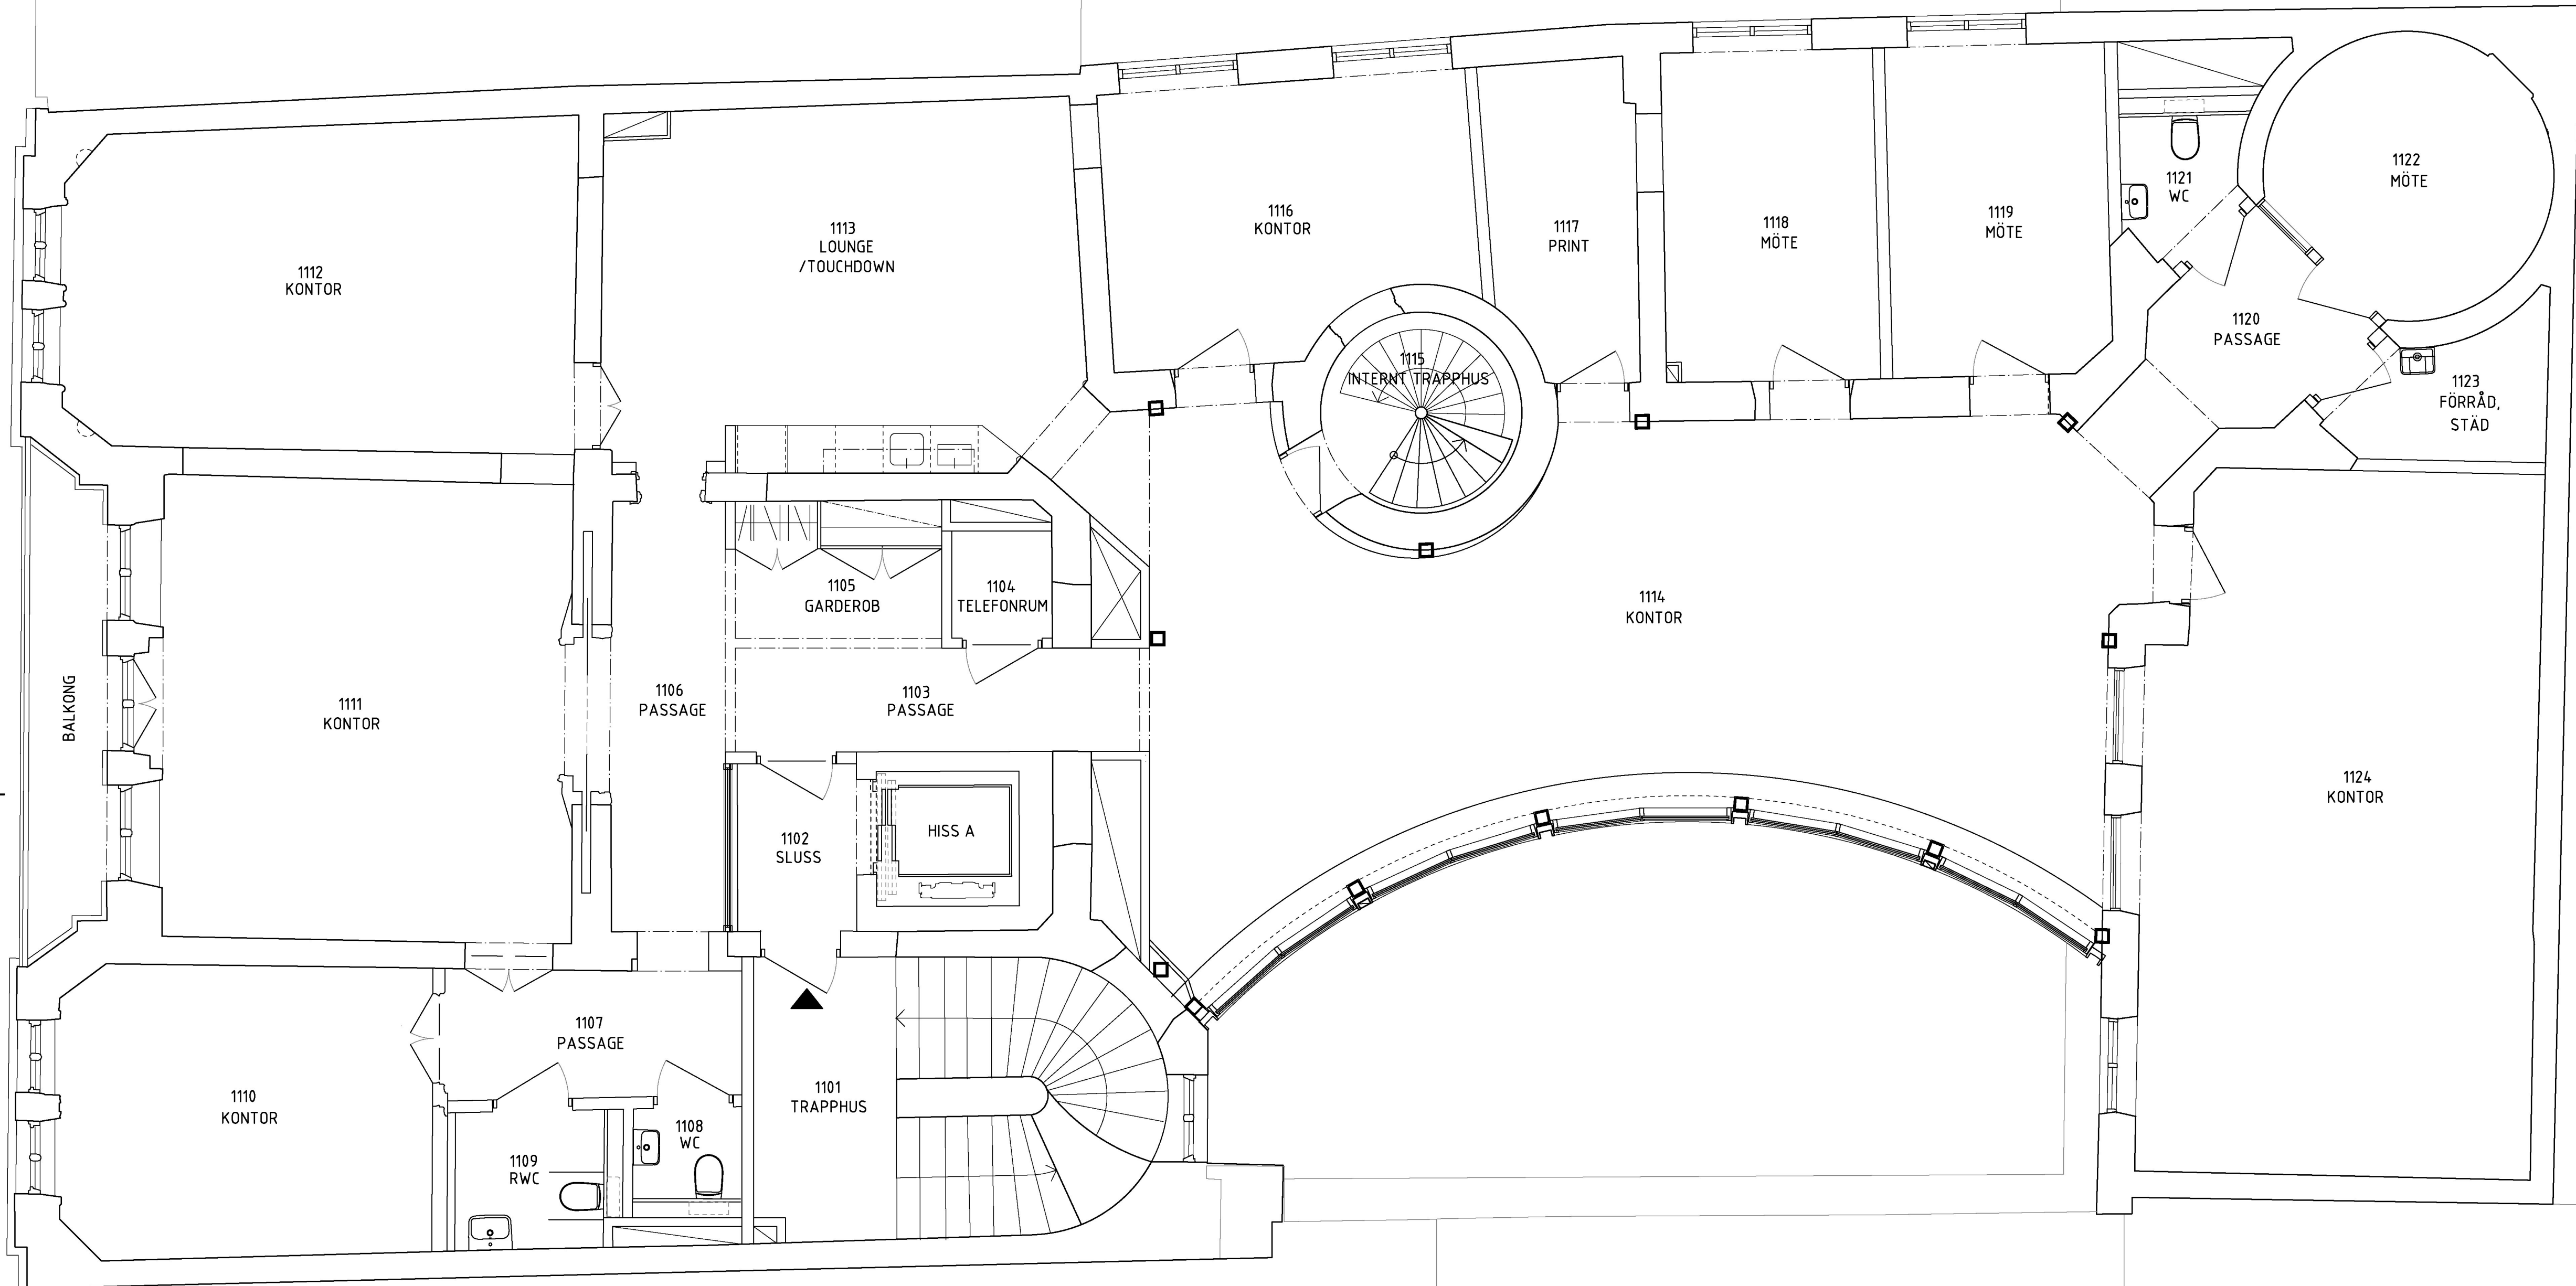 1112
KONTOR
1113
LOUNGE
/TOUCHDOWN
1116
KONTOR
1117
PRINT
1118
MÖTE
1119
MÖTE
1121
WC
1122
MÖTE
1115
INTERNT TRAPPHUS
1120
PASSAGE
1123
FÖRRÅD,
STÄD
BALKONG
1111
KONTOR
1106
PASSAGE
1105
GARDEROB
1104
TELEFONRUM
1103
PASSAGE
1114
KONTOR
1102
SLUSS
HISS A
1124
KONTOR
1110
KONTOR
1107
PASSAGE
1109
RWC
1108
WC
1101
TRAPPHUS